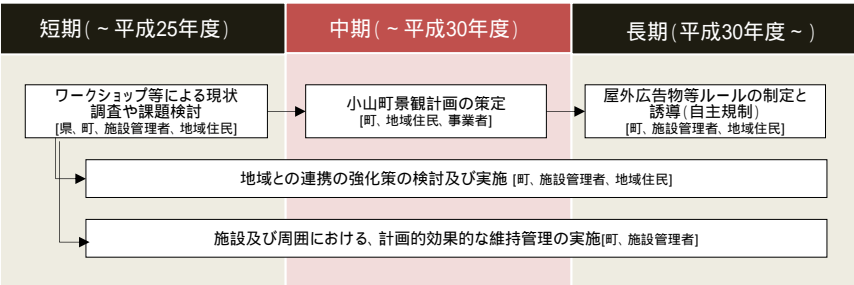 短期(~平成25年度)
中期(~平成30年度)
長期(平成30年度~)
ワークショップ等による現状
調査や課題検討
[県、町、施設管理者、地域住民]
小山町景観計画の策定
[町、地域住民、事業者]
屋外広告物等ルールの制定と
誘導(自主規制)
[町、施設管理者、地域住民]
地域との連携の強化策の検討及び実施 [町、施設管理者、地域住民]
施設及び周囲における、計画的効果的な維持管理の実施[町、施設管理者]